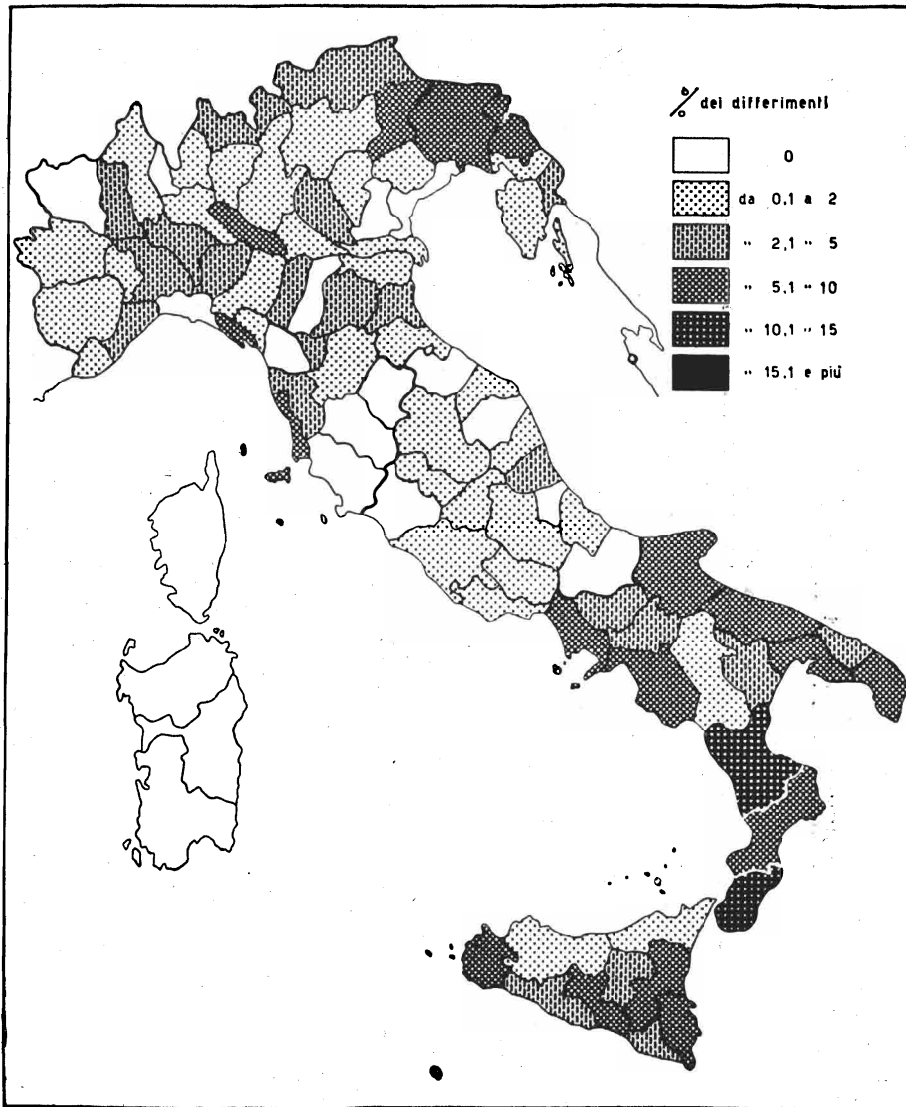 % dei differimenti
0
da 0,1 a 2
" 2,1 " 5
" 5,1 " 10
" 10,1 " 15
" 15,1 e più